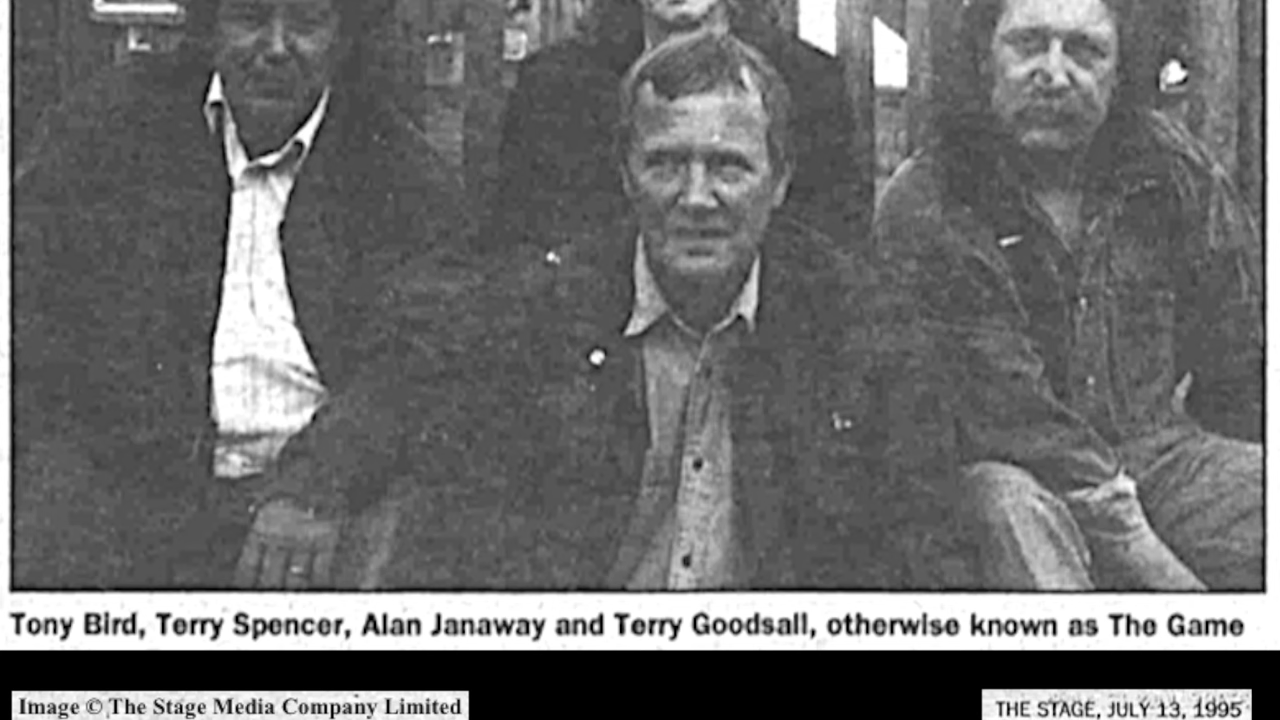 Tony Bird, Terry Spencer, Alan Janaway and Terry Goodsall, otherwise known as The Game
Image © The Stage Media Company Limited
THE STAGE, JULY 13, 1995